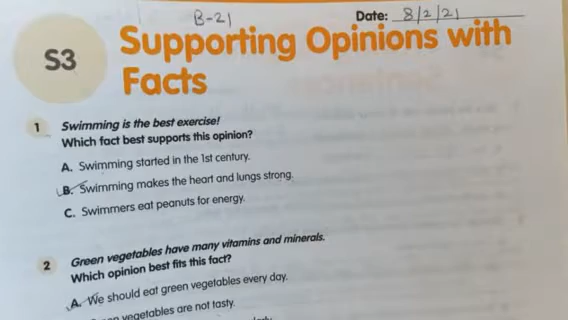 B-21
Date: 8/2/21
S3
Supporting Opinions with
Facts
1 Swimming is the best exercise!
Which fact best supports this opinion?
A. Swimming started in the 1st century.
B. Swimming makes the heart and lungs strong.
C. Swimmers eat peanuts for energy.
2 Green vegetables have many vitamins and minerals.
Which opinion best fits this fact?
A. We should eat green vegetables every day.
vegetables are not tasty.